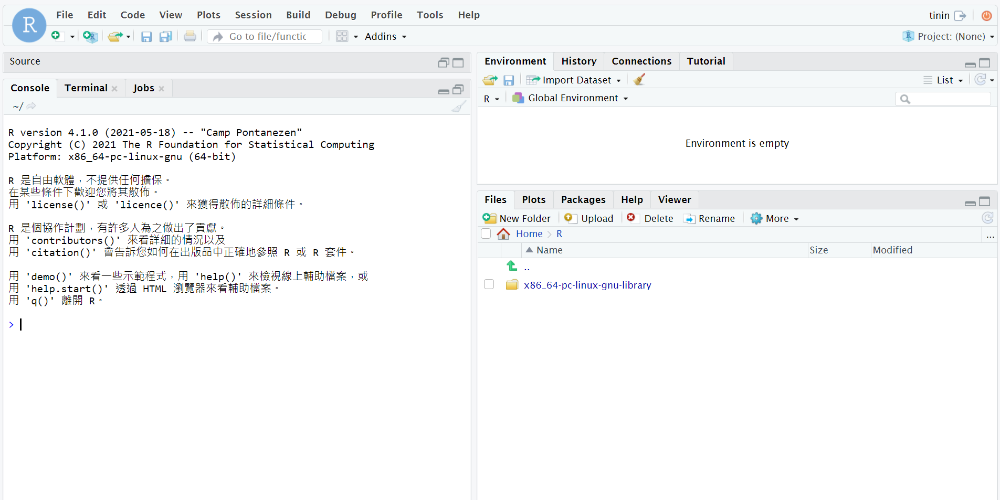 R File Edit Code View Plots Session Build Debug Profile Tools Help tinin
R Go to file/functic Addins R Project: (None)
Source
Console Terminal Jobs
~/
R version 4.1.0 (2021-05-18) -- "Camp Pontanezen"
Copyright (C) 2021 The R Foundation for Statistical Computing
Platform: x86_64-pc-linux-gnu (64-bit)
R 是自由軟體，不提供任何擔保。
在某些條件下歡迎您將其散佈。
用 'license()' 或 'licence()' 來獲得散佈的詳細條件。
R 是個協作計劃，有許多人為之做出了貢獻。
用 'contributors()' 來看詳細的情況以及
用 'citation()' 會告訴您如何在出版品中正確地參照 R 或 R 套件。
用 'demo()' 來看一些示範程式，用 'help()' 來檢視線上輔助檔案，或
用 'help.start()' 透過 HTML 瀏覽器來看輔助檔案。
用 'q()' 離開 R。
>
Environment History Connections Tutorial
Import Dataset List
R Global Environment
Environment is empty
Files Plots Packages Help Viewer
New Folder Upload Delete Rename More
Home R ...
Name Size Modified
..
x86_64-pc-linux-gnu-library